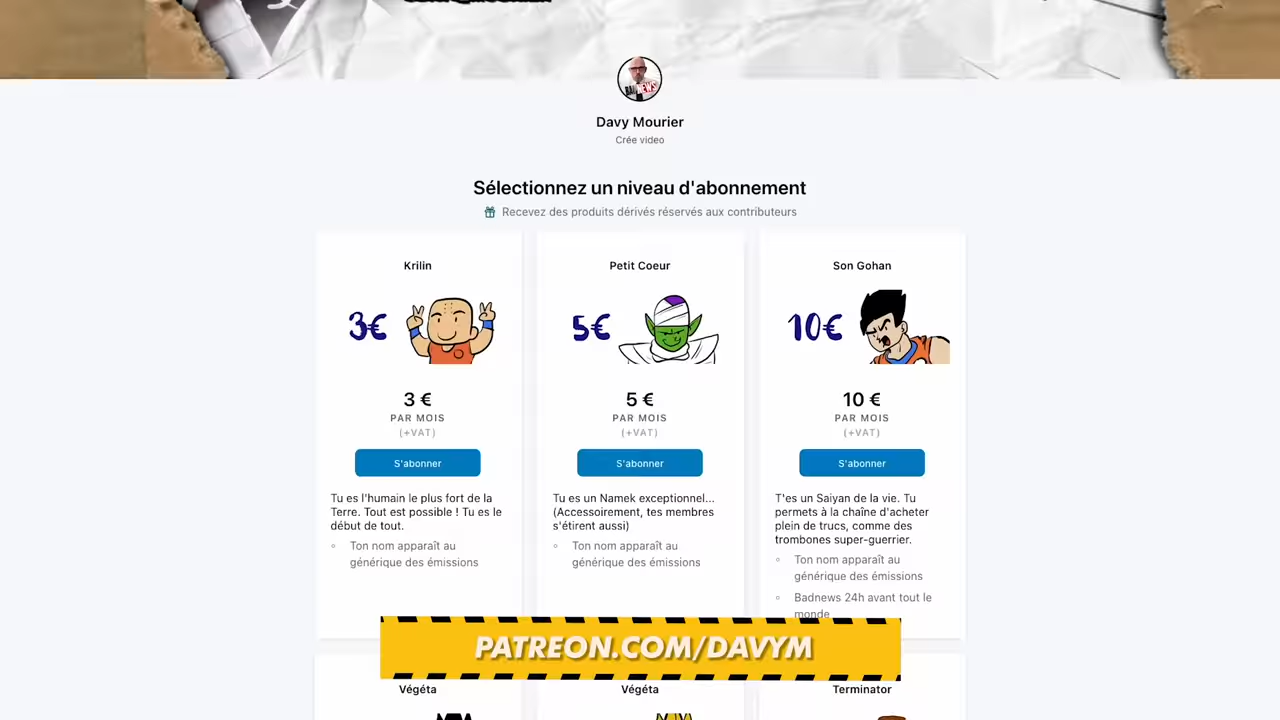 NEWS
Davy Mourier
Crée video
Sélectionnez un niveau d'abonnement
Recevez des produits dérivés réservés aux contributeurs
Krilin
3€
3 €
PAR MOIS
(+VAT)
S'abonner
Tu es l'humain le plus fort de la
Terre. Tout est possible ! Tu es le
début de tout.
Ton nom apparaît au
générique des émissions
Petit Coeur
5€
5 €
PAR MOIS
(+VAT)
S'abonner
Tu es un Namek exceptionnel...
(Accessoirement, tes membres
s'étirent aussi)
Ton nom apparaît au
générique des émissions
Son Gohan
10€
10 €
PAR MOIS
(+VAT)
S'abonner
T'es un Saiyan de la vie. Tu
permets à la chaîne d'acheter
plein de trucs, comme des
trombones super-guerrier.
Ton nom apparaît au
générique des émissions
Badnews 24h avant tout le
monde
PATREON.COM/DAVYM
Végéta
Végéta
Terminator